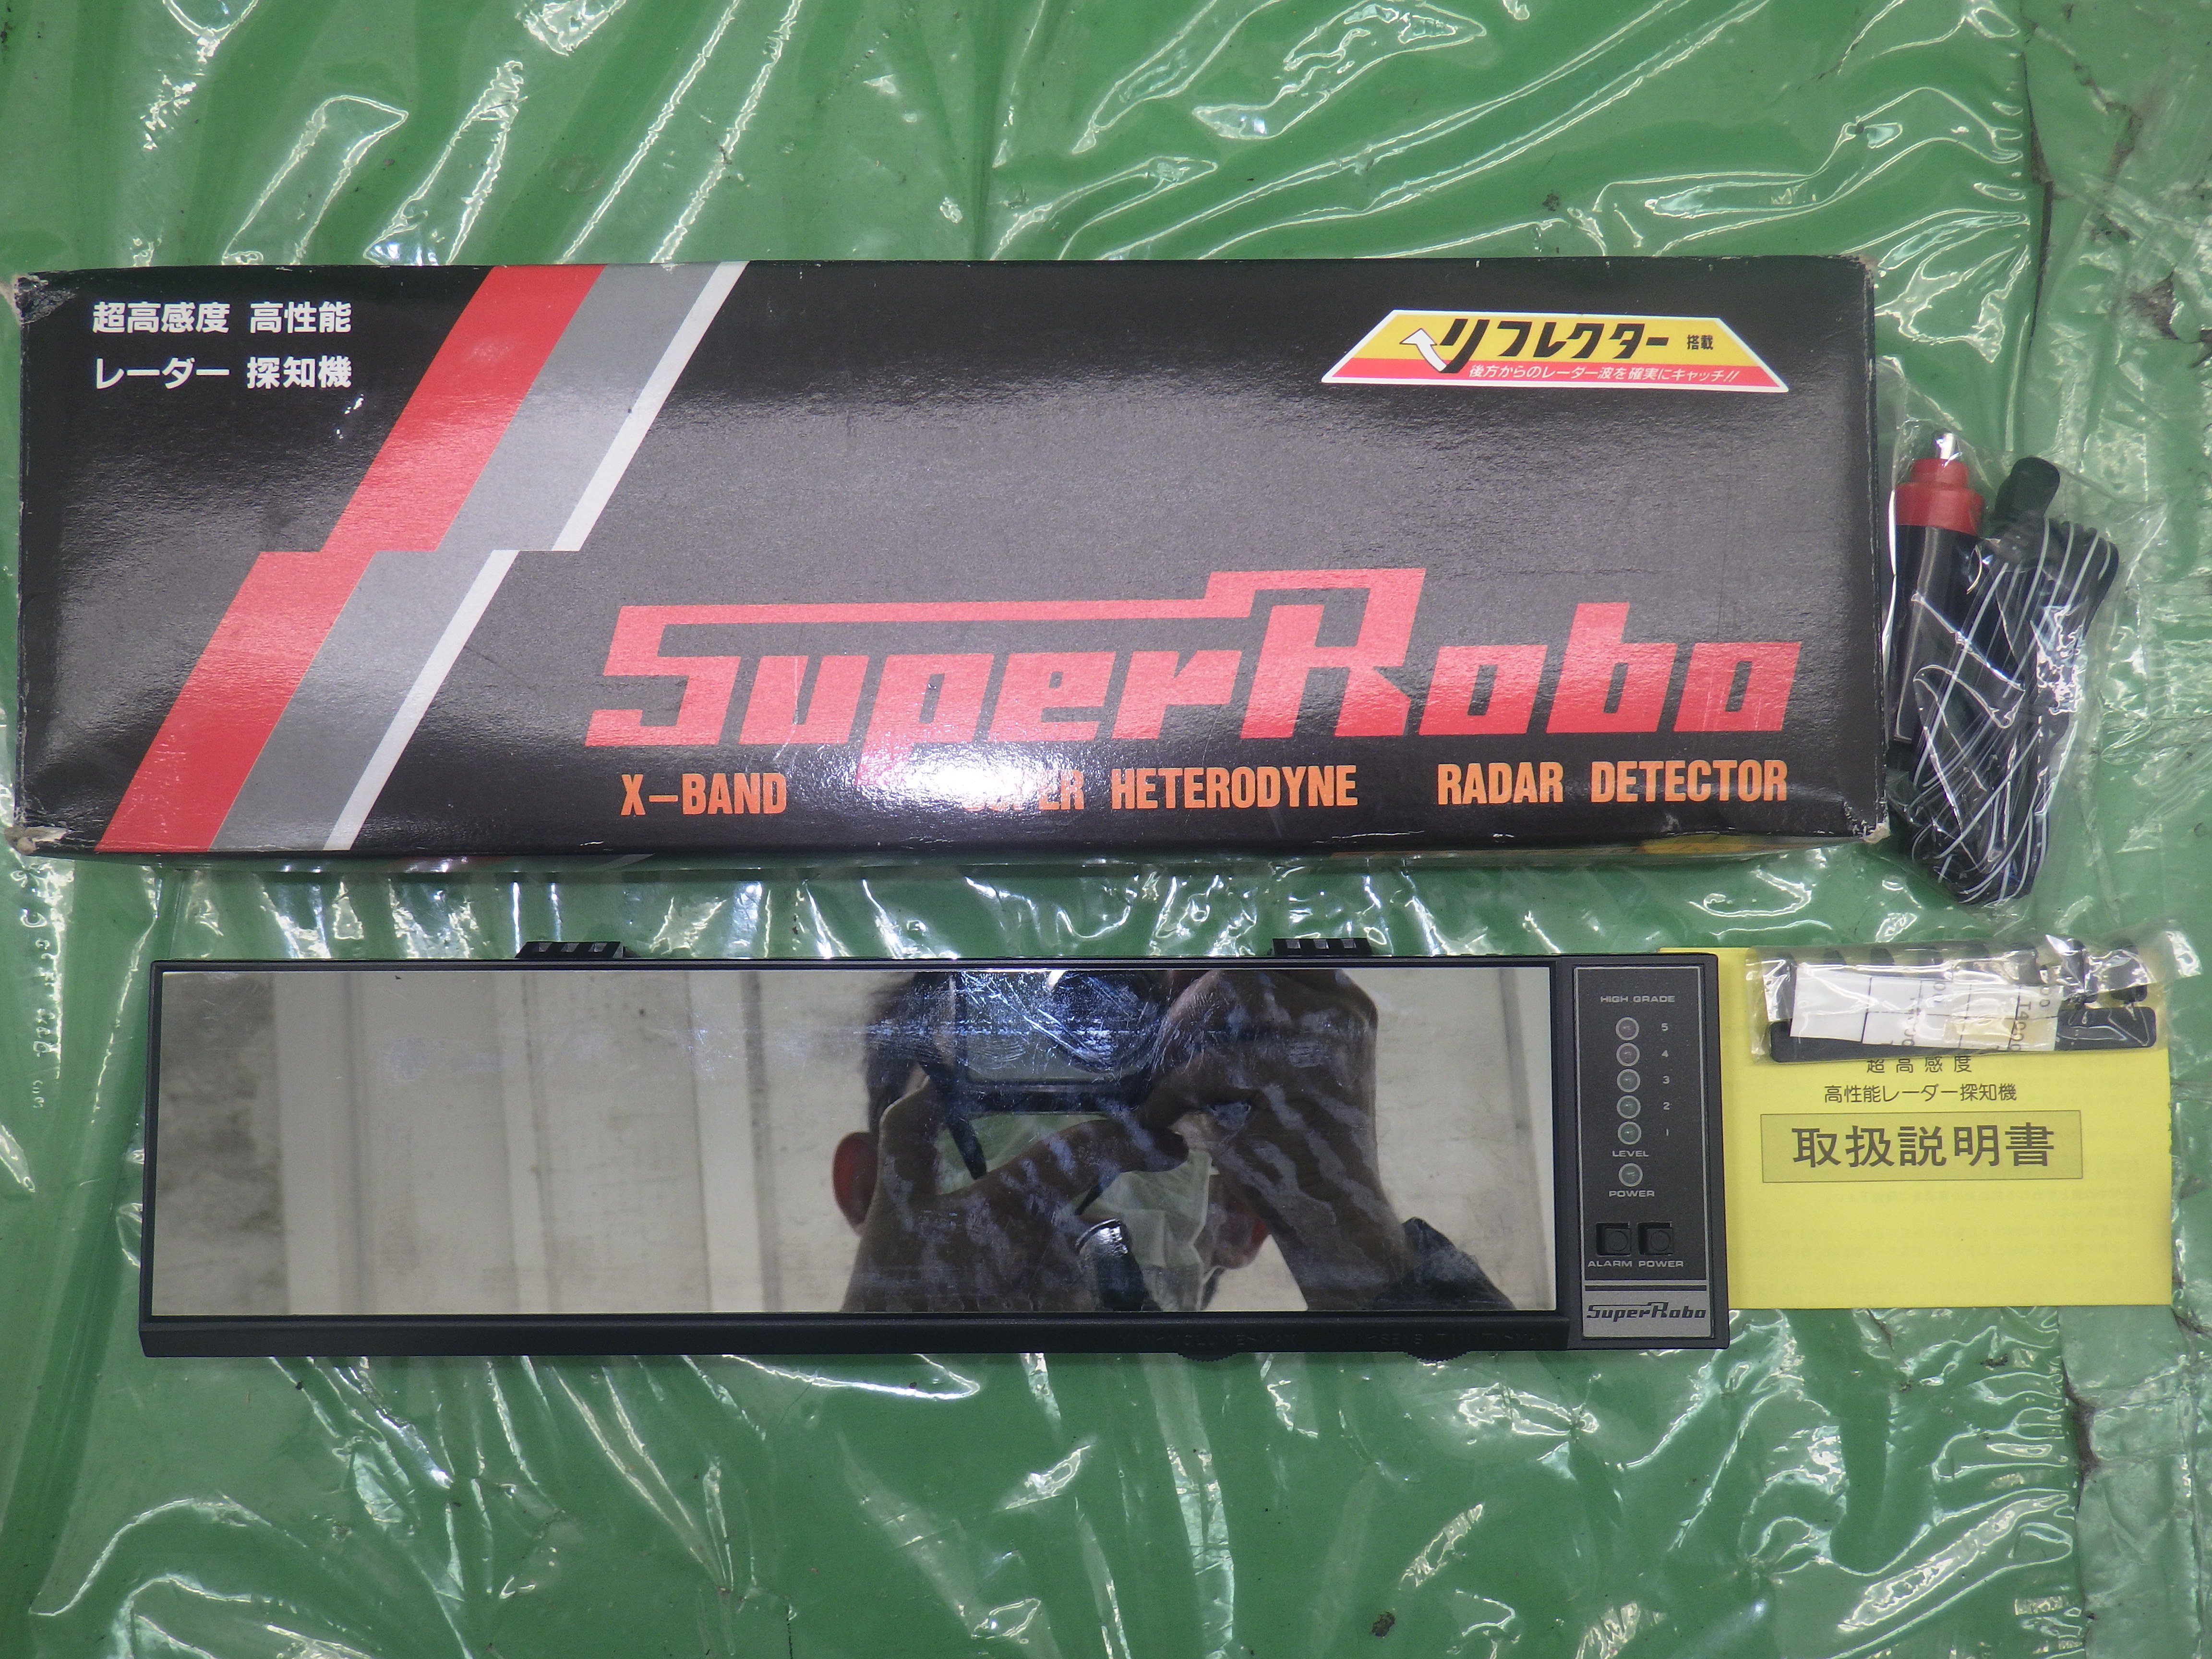 超高感度 高性能
レーダー 探知機
リフレクター 搭載
後方からのレーダー波を確実にキャッチ!!
SuperRobo
X-BAND SUPER HETERODYNE RADAR DETECTOR
HIGH GRADE
5
4
3
2
1
LEVEL
POWER
ALARM POWER
SuperRobo
超高感度
高性能レーダー探知機
取扱説明書